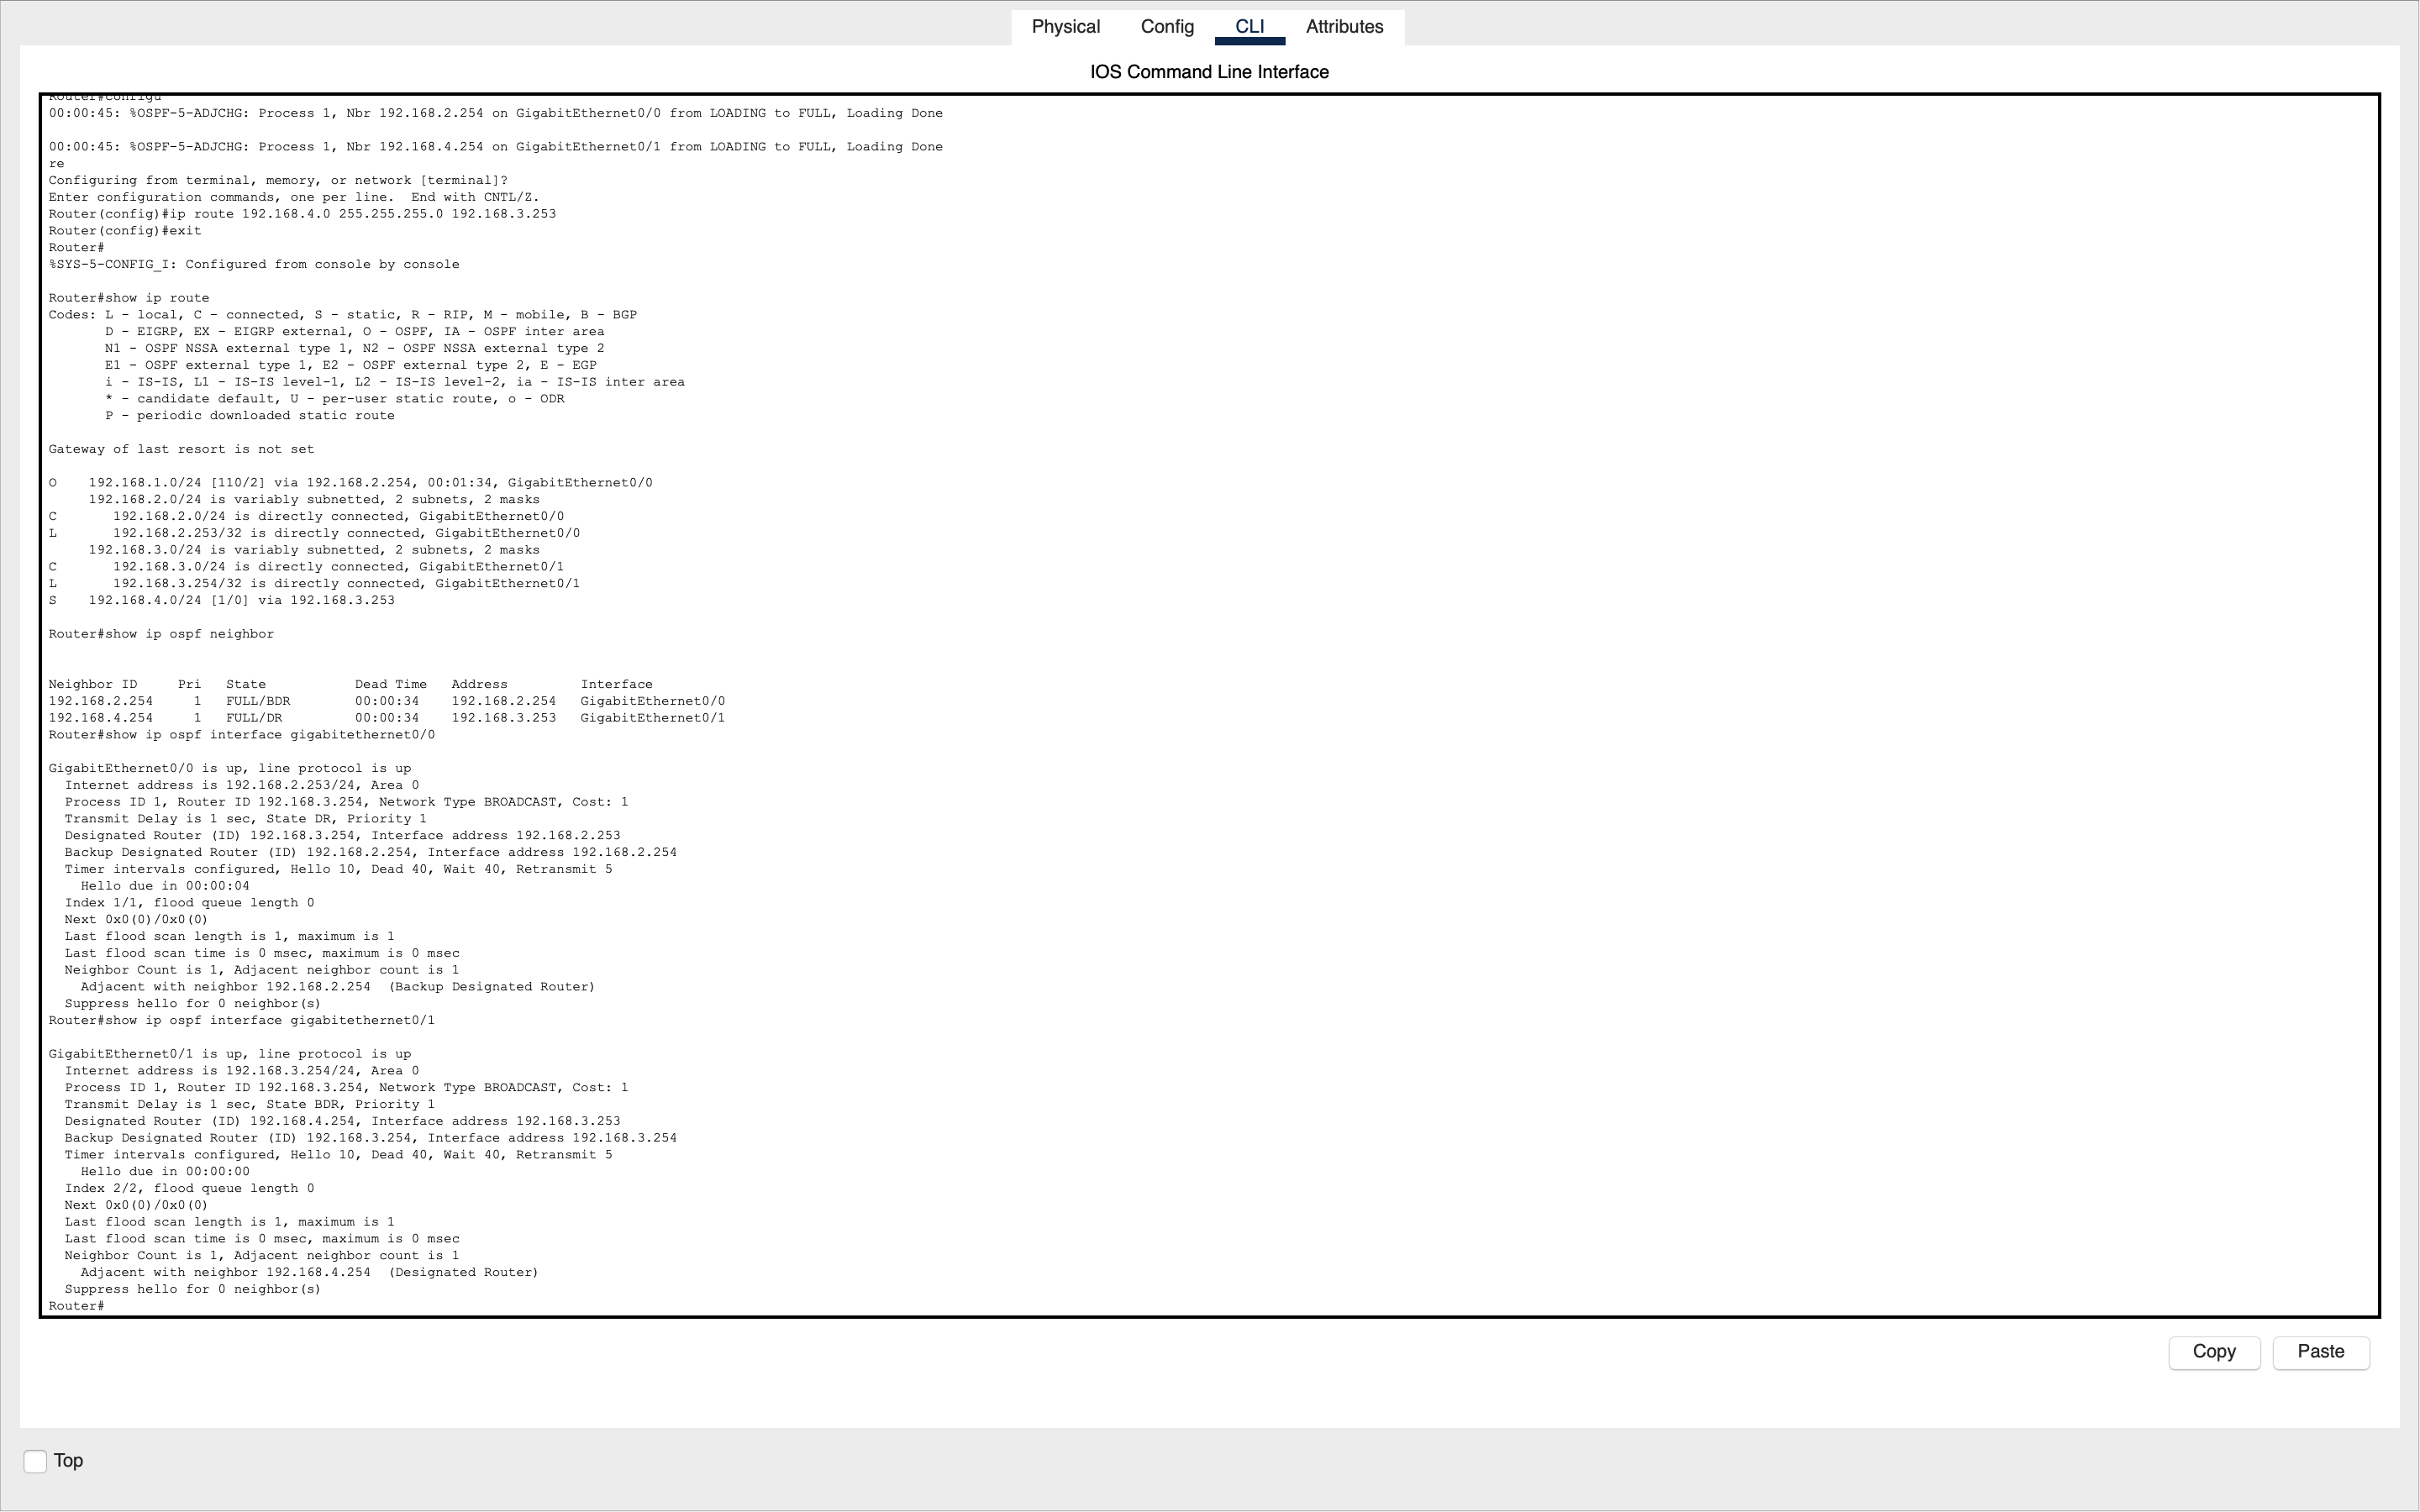 Physical Config CLI Attributes
IOS Command Line Interface
Router#configu
00:00:45: %OSPF-5-ADJCHG: Process 1, Nbr 192.168.2.254 on GigabitEthernet0/0 from LOADING to FULL, Loading Done
00:00:45: %OSPF-5-ADJCHG: Process 1, Nbr 192.168.4.254 on GigabitEthernet0/1 from LOADING to FULL, Loading Done
re
Configuring from terminal, memory, or network [terminal]?
Enter configuration commands, one per line.  End with CNTL/Z.
Router(config)#ip route 192.168.4.0 255.255.255.0 192.168.3.253
Router(config)#exit
Router#
%SYS-5-CONFIG_I: Configured from console by console
Router#show ip route
Codes: L - local, C - connected, S - static, R - RIP, M - mobile, B - BGP
       D - EIGRP, EX - EIGRP external, O - OSPF, IA - OSPF inter area
       N1 - OSPF NSSA external type 1, N2 - OSPF NSSA external type 2
       E1 - OSPF external type 1, E2 - OSPF external type 2, E - EGP
       i - IS-IS, L1 - IS-IS level-1, L2 - IS-IS level-2, ia - IS-IS inter area
       * - candidate default, U - per-user static route, o - ODR
       P - periodic downloaded static route
Gateway of last resort is not set
O    192.168.1.0/24 [110/2] via 192.168.2.254, 00:01:34, GigabitEthernet0/0
     192.168.2.0/24 is variably subnetted, 2 subnets, 2 masks
C       192.168.2.0/24 is directly connected, GigabitEthernet0/0
L       192.168.2.253/32 is directly connected, GigabitEthernet0/0
     192.168.3.0/24 is variably subnetted, 2 subnets, 2 masks
C       192.168.3.0/24 is directly connected, GigabitEthernet0/1
L       192.168.3.254/32 is directly connected, GigabitEthernet0/1
S    192.168.4.0/24 [1/0] via 192.168.3.253
Router#show ip ospf neighbor
Neighbor ID     Pri   State           Dead Time   Address         Interface
192.168.2.254     1   FULL/BDR        00:00:34    192.168.2.254   GigabitEthernet0/0
192.168.4.254     1   FULL/DR         00:00:34    192.168.3.253   GigabitEthernet0/1
Router#show ip ospf interface gigabitethernet0/0
GigabitEthernet0/0 is up, line protocol is up
  Internet address is 192.168.2.253/24, Area 0
  Process ID 1, Router ID 192.168.3.254, Network Type BROADCAST, Cost: 1
  Transmit Delay is 1 sec, State DR, Priority 1
  Designated Router (ID) 192.168.3.254, Interface address 192.168.2.253
  Backup Designated Router (ID) 192.168.2.254, Interface address 192.168.2.254
  Timer intervals configured, Hello 10, Dead 40, Wait 40, Retransmit 5
    Hello due in 00:00:04
  Index 1/1, flood queue length 0
  Next 0x0(0)/0x0(0)
  Last flood scan length is 1, maximum is 1
  Last flood scan time is 0 msec, maximum is 0 msec
  Neighbor Count is 1, Adjacent neighbor count is 1
    Adjacent with neighbor 192.168.2.254  (Backup Designated Router)
  Suppress hello for 0 neighbor(s)
Router#show ip ospf interface gigabitethernet0/1
GigabitEthernet0/1 is up, line protocol is up
  Internet address is 192.168.3.254/24, Area 0
  Process ID 1, Router ID 192.168.3.254, Network Type BROADCAST, Cost: 1
  Transmit Delay is 1 sec, State BDR, Priority 1
  Designated Router (ID) 192.168.4.254, Interface address 192.168.3.253
  Backup Designated Router (ID) 192.168.3.254, Interface address 192.168.3.254
  Timer intervals configured, Hello 10, Dead 40, Wait 40, Retransmit 5
    Hello due in 00:00:00
  Index 2/2, flood queue length 0
  Next 0x0(0)/0x0(0)
  Last flood scan length is 1, maximum is 1
  Last flood scan time is 0 msec, maximum is 0 msec
  Neighbor Count is 1, Adjacent neighbor count is 1
    Adjacent with neighbor 192.168.4.254  (Designated Router)
  Suppress hello for 0 neighbor(s)
Router#
Copy Paste
Top